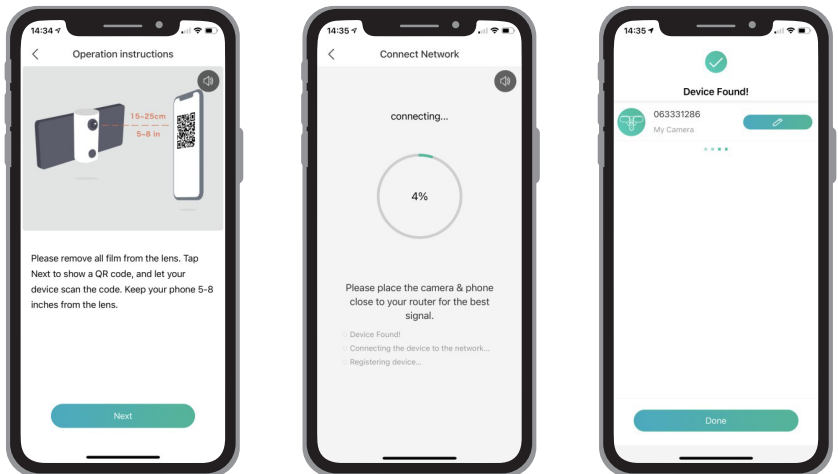 14:34
Operation instructions
15~25cm
5~8 in
Please remove all film from the lens. Tap
Next to show a QR code, and let your
device scan the code. Keep your phone 5-8
inches from the lens.
Next
14:35
Connect Network
connecting...
4%
Please place the camera & phone
close to your router for the best
signal.
Device Found!
Connecting the device to the network...
Registering device...
14:35
Device Found!
063331286
My Camera
Done